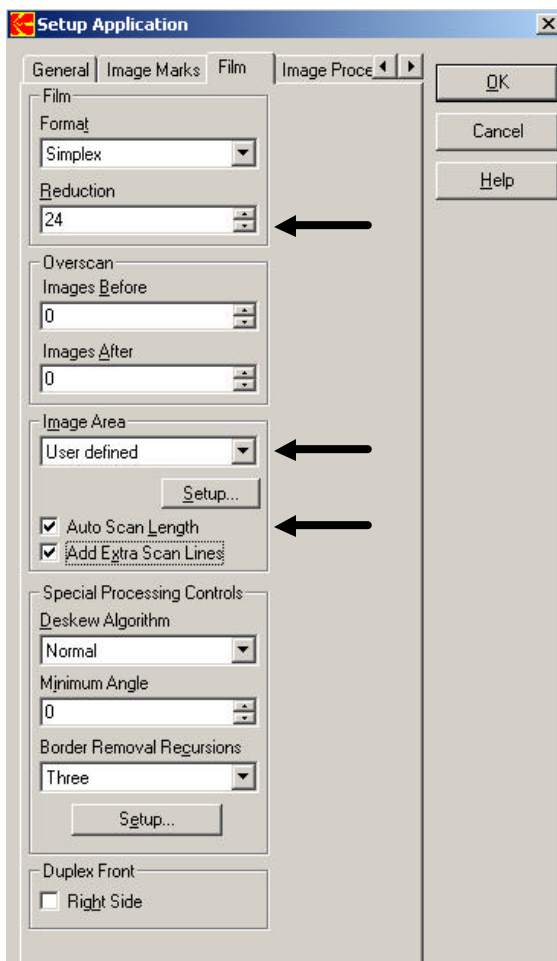 Setup Application
General Image Marks Film Image Proce
OK
Cancel
Help
Film
Format
Simplex
Reduction
24
Overscan
Images Before
0
Images After
0
Image Area
User defined
Setup...
Auto Scan Length
Add Extra Scan Lines
Special Processing Controls
Deskew Algorithm
Normal
Minimum Angle
0
Border Removal Recursions
Three
Setup...
Duplex Front
Right Side